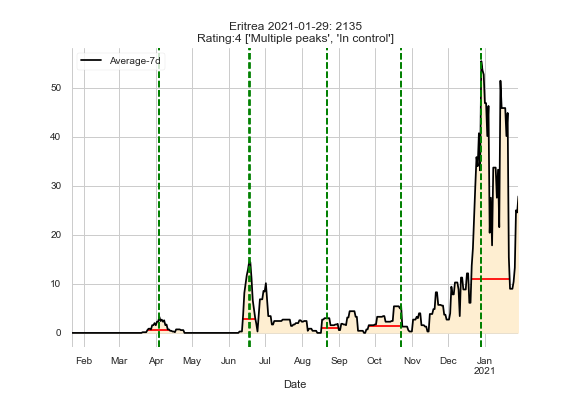 Eritrea 2021-01-29: 2135
Rating:4 ['Multiple peaks', 'In control']
Average-7d
50
40
30
20
10
0
Feb Mar Apr May Jun Jul Aug Sep Oct Nov Dec Jan
2021
Date